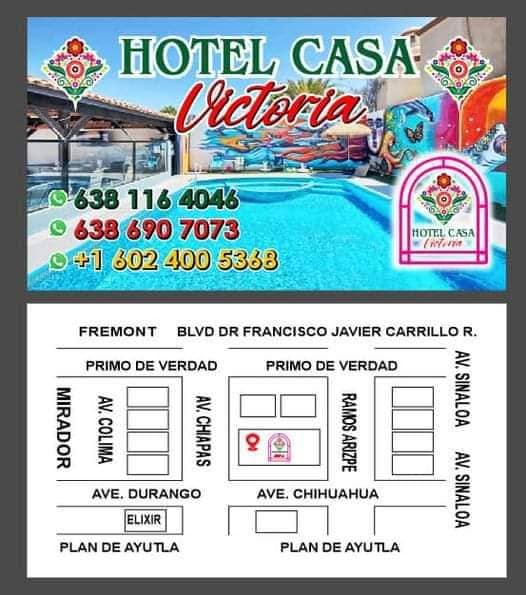 HOTEL CASA
Victoria
638 116 4046
638 690 7073
+1 602 400 5368
HOTEL CASA
Victoria
FREMONT BLVD DR FRANCISCO JAVIER CARRILLO R.
PRIMO DE VERDAD PRIMO DE VERDAD
MIRADOR
AV. COLIMA
AV. CHIAPAS
RAMOS ARIZPE
AV. SINALOA
AV. SINALOA
AVE. DURANGO AVE. CHIHUAHUA
ELIXIR
PLAN DE AYUTLA PLAN DE AYUTLA